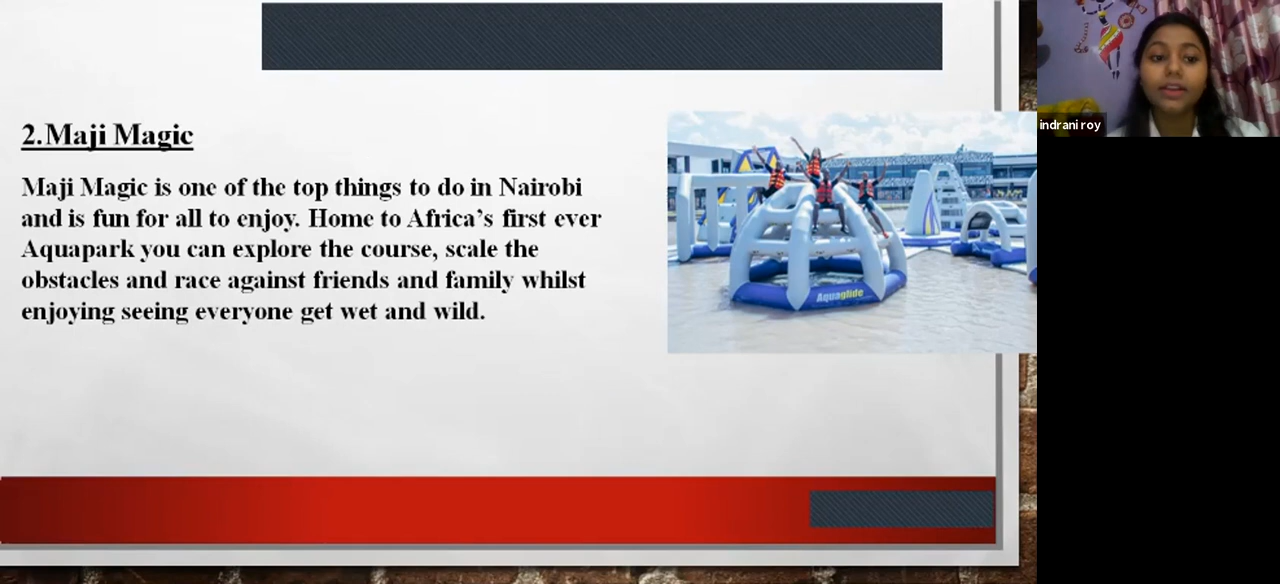 2.Maji Magic
Maji Magic is one of the top things to do in Nairobi
and is fun for all to enjoy. Home to Africa’s first ever
Aquapark you can explore the course, scale the
obstacles and race against friends and family whilst
enjoying seeing everyone get wet and wild.
Aquaglide
indrani roy